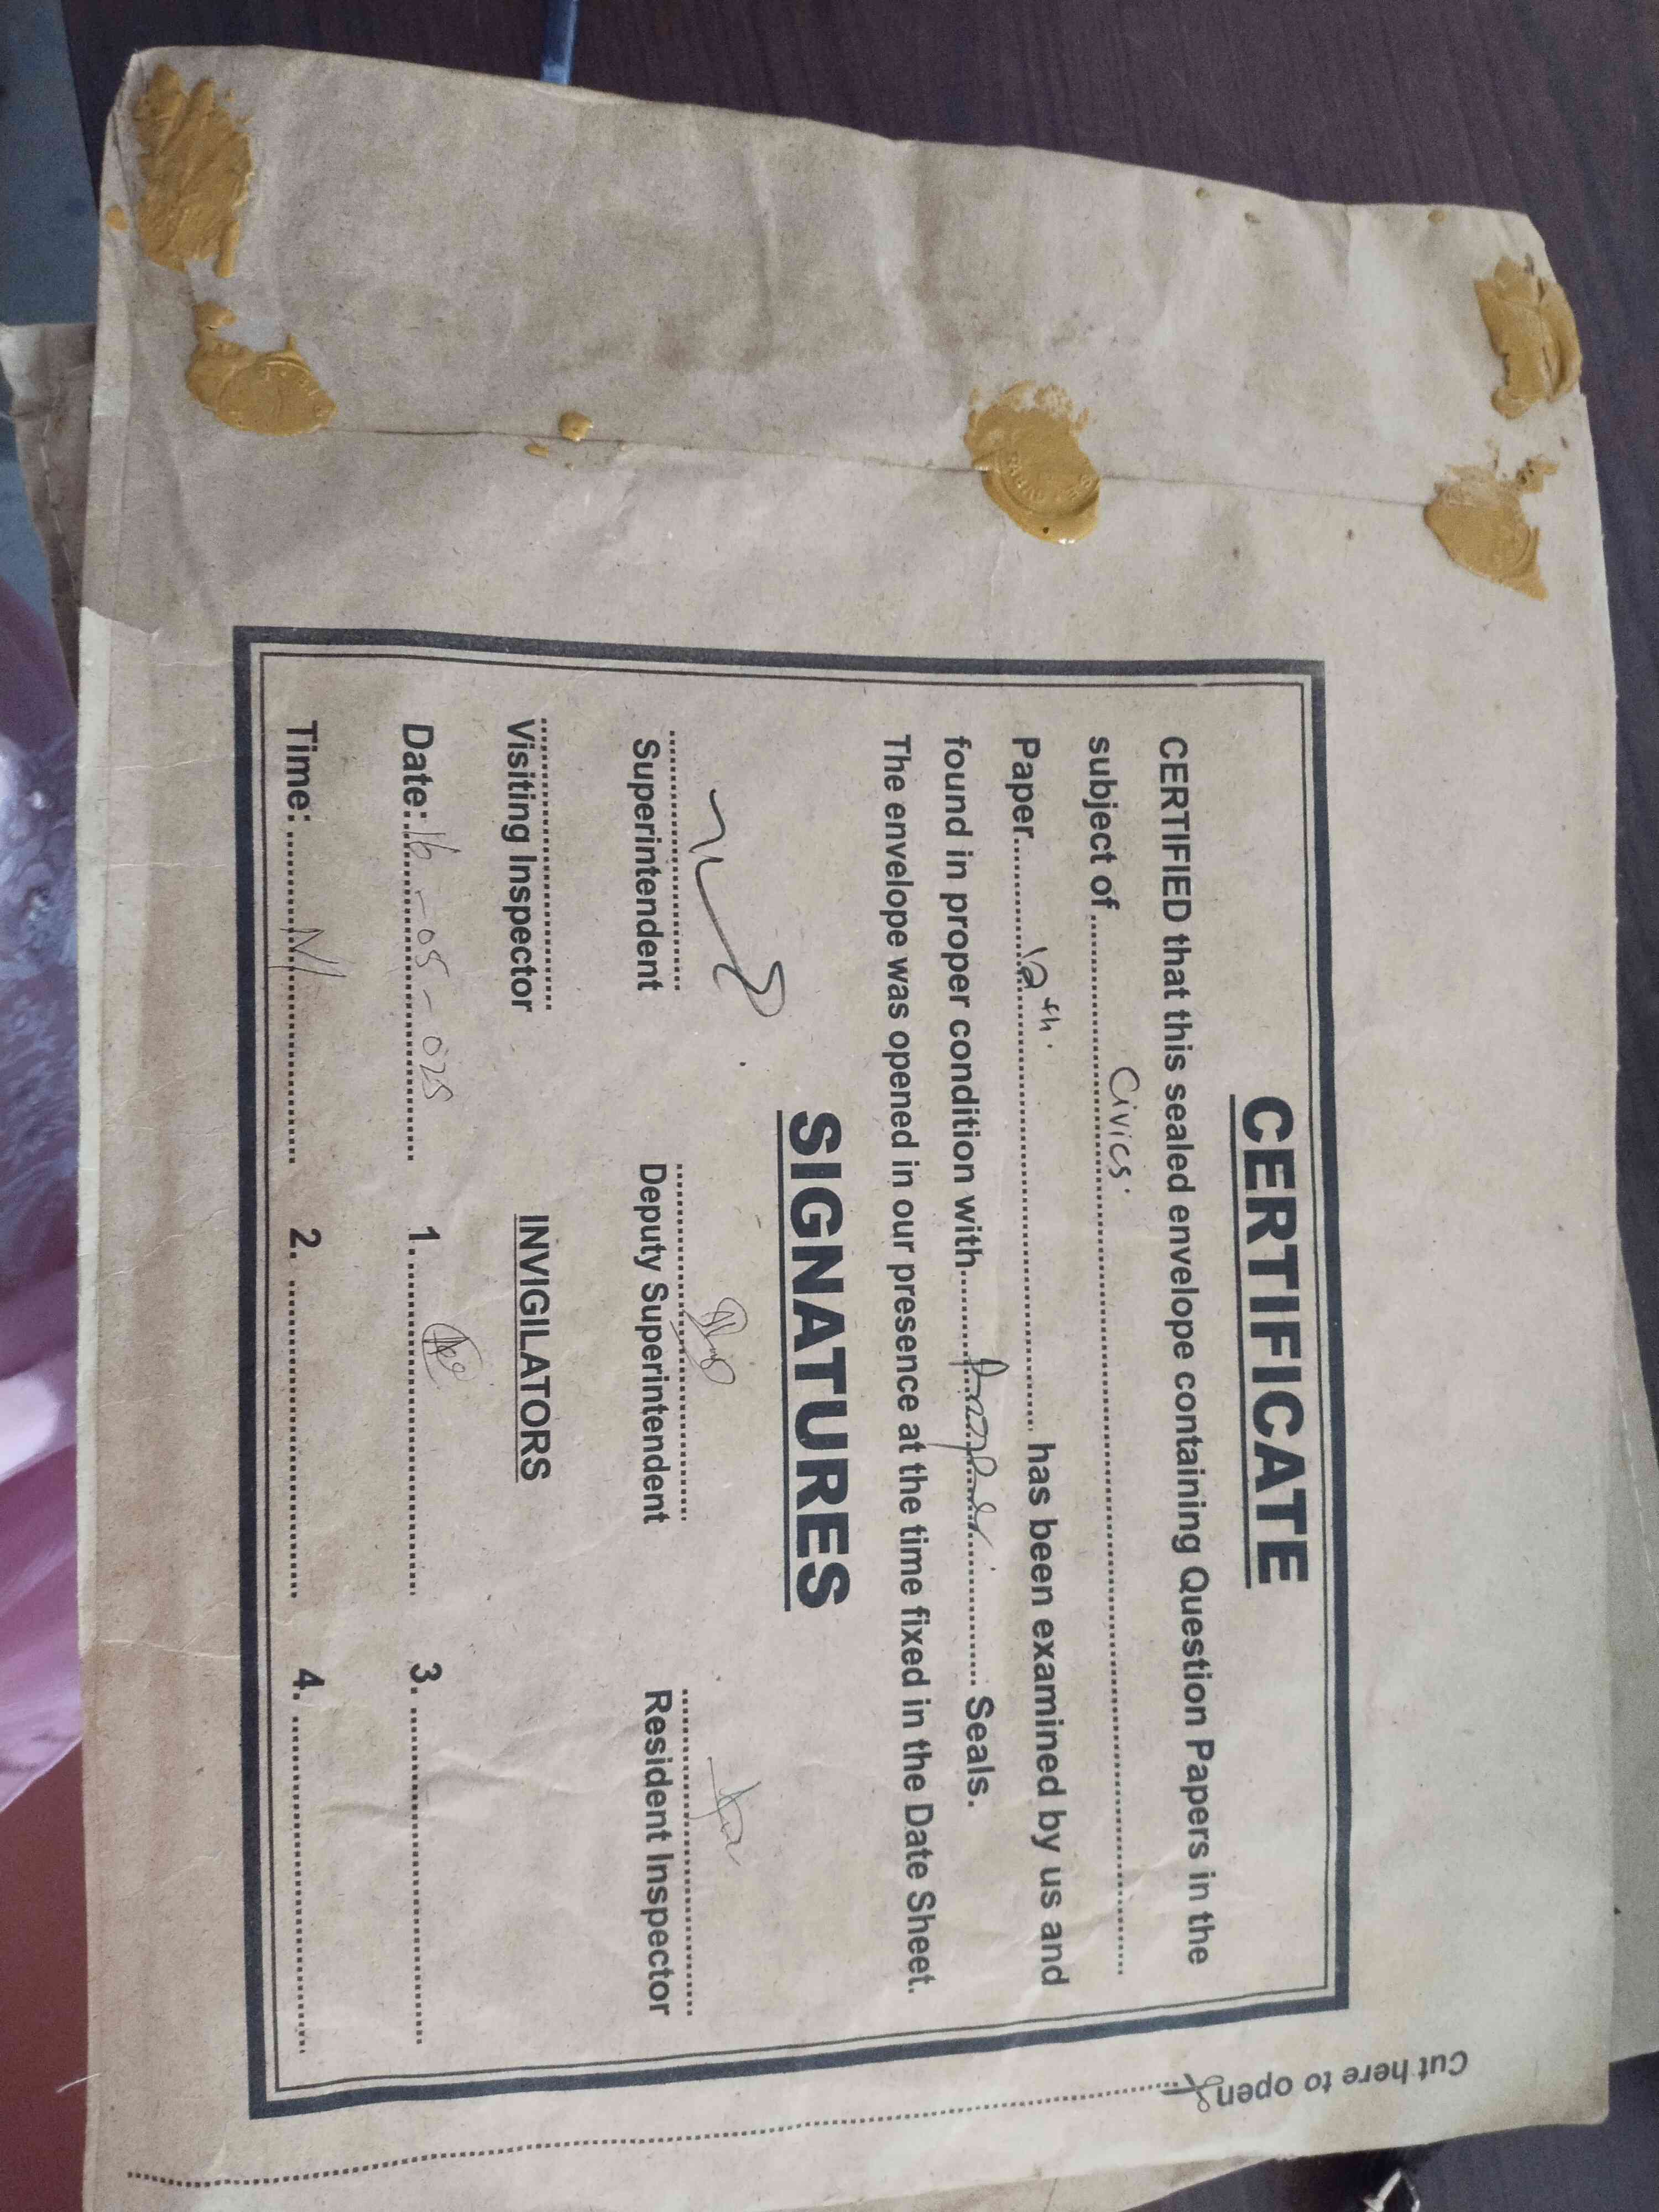 CERTIFICATE
CERTIFIED that this sealed envelope containing Question Papers in the
subject of Civics.
Paper 12th. has been examined by us and
found in proper condition with Seals.
The envelope was opened in our presence at the time fixed in the Date Sheet.
SIGNATURES
Superintendent Deputy Superintendent Resident Inspector
Visiting Inspector INVIGILATORS
Date: 16-05-025 1. 3.
Time: 2. 4.
Cut here to open